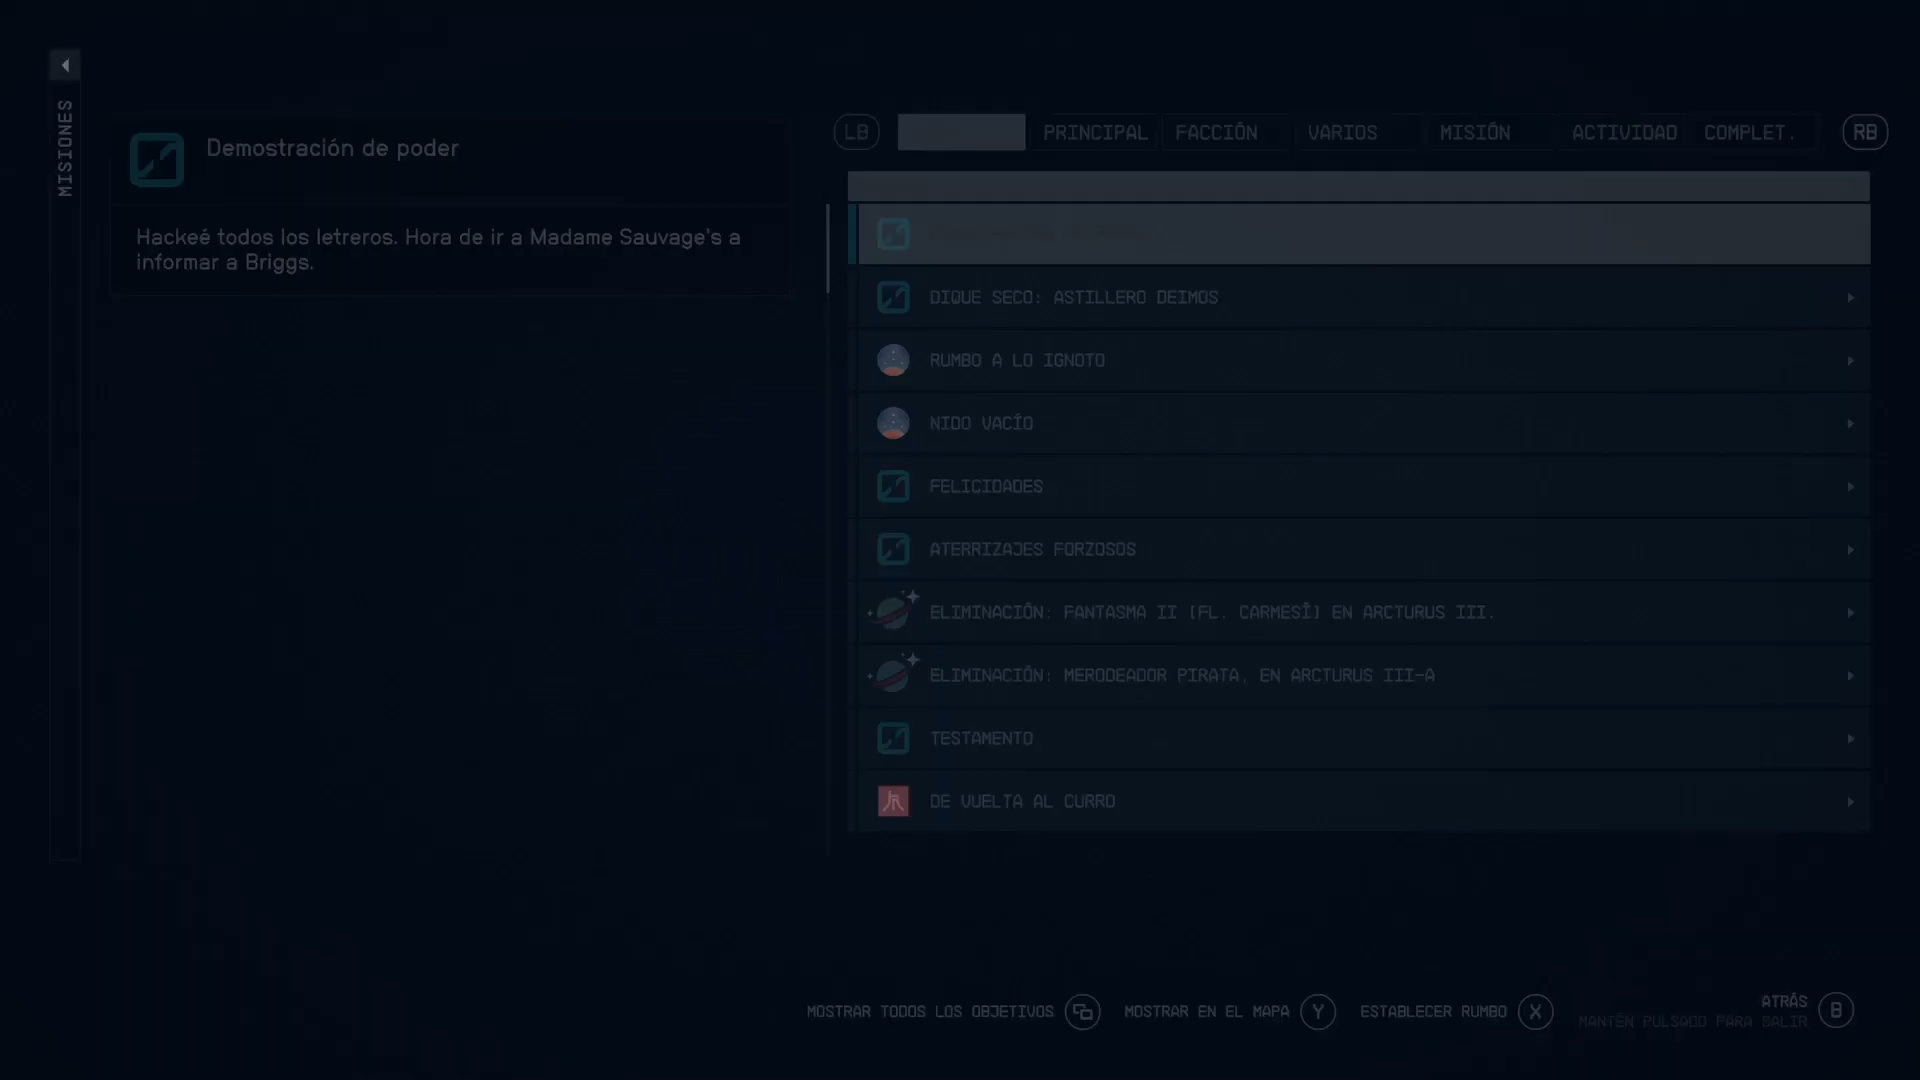 MISIONES
Demostración de poder
Hackeé todos los letreros. Hora de ir a Madame Sauvage's a
informar a Briggs.
LB
PRINCIPAL
FACCIÓN
VARIOS
MISIÓN
ACTIVIDAD
COMPLET.
RB
DIQUE SECO: ASTILLERO DEIMOS
RUMBO A LO IGNOTO
NIDO VACÍO
FELICIDADES
ATERRIZAJES FORZOSOS
ELIMINACIÓN: FANTASMA II [FL. CARMESÍ] EN ARCTURUS III.
ELIMINACIÓN: MERODEADOR PIRATA, EN ARCTURUS III-A
TESTAMENTO
DE VUELTA AL CURRO
MOSTRAR TODOS LOS OBJETIVOS
MOSTRAR EN EL MAPA Y
ESTABLECER RUMBO X
ATRÁS B
MANTÉN PULSADO PARA SALIR